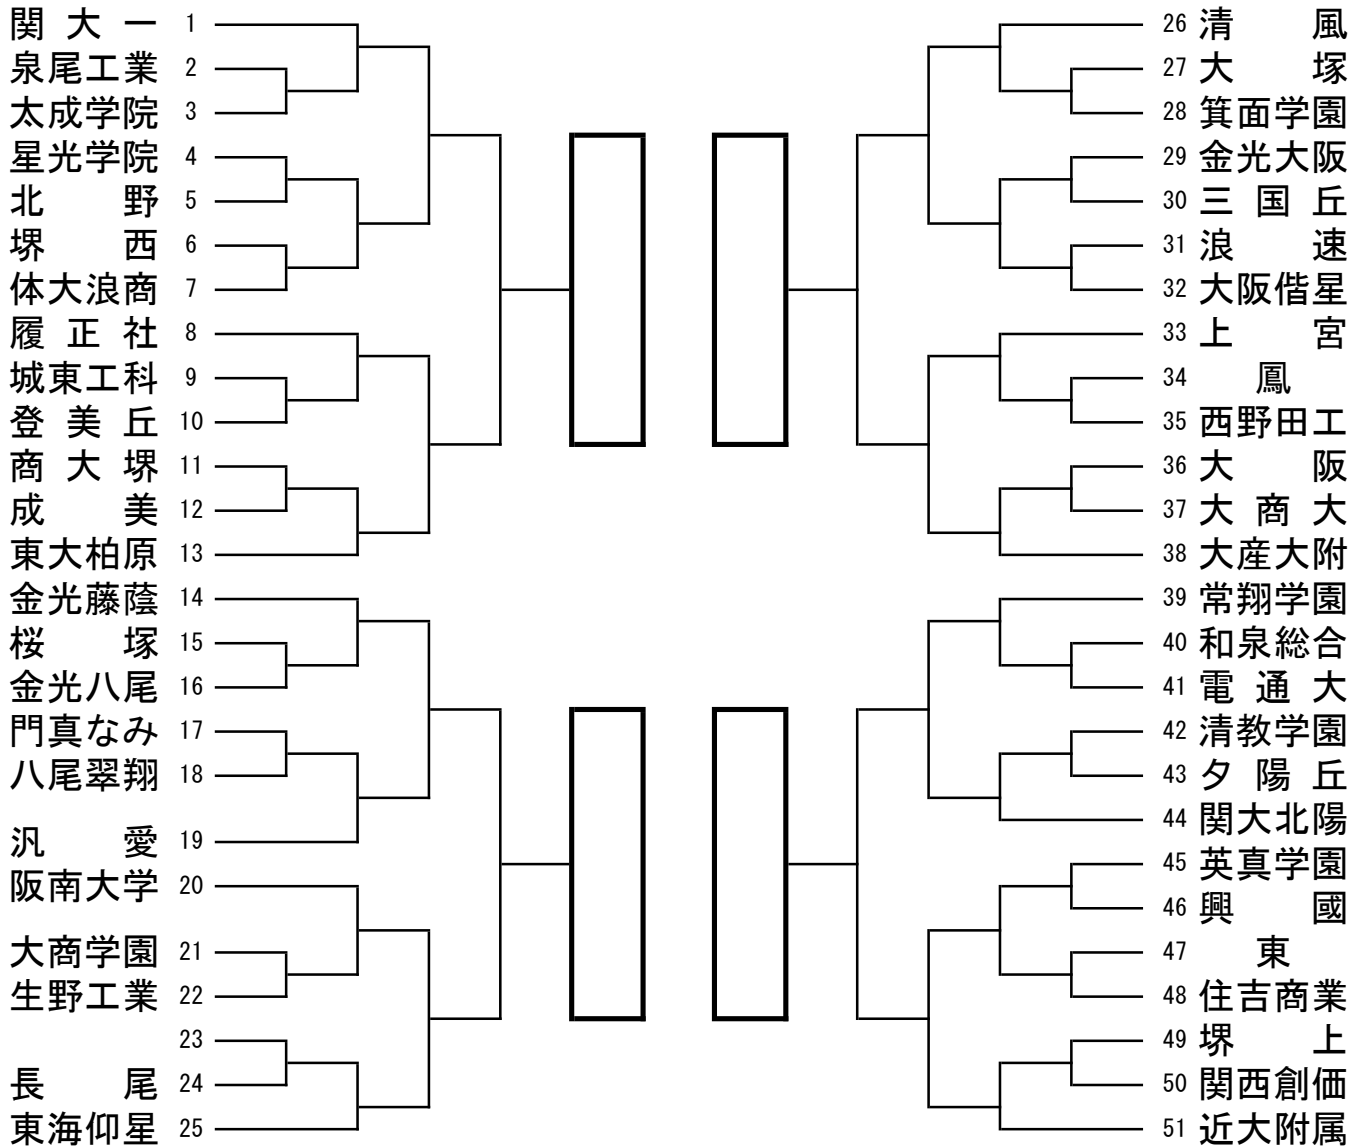 関大一 1
泉尾工業 2
太成学院 3
星光学院 4
北野 5
堺西 6
体大浪商 7
履正社 8
城東工科 9
登美丘 10
商大堺 11
成美 12
東大柏原 13
金光藤蔭 14
桜塚 15
金光八尾 16
門真なみ 17
八尾翠翔 18
汎愛 19
阪南大学 20
大商学園 21
生野工業 22
23
長尾 24
東海仰星 25
26 清風
27 大塚
28 箕面学園
29 金光大阪
30 三国丘
31 浪速
32 大阪偕星
33 上宮
34 鳳
35 西野田工
36 大阪
37 大商大
38 大産大附
39 常翔学園
40 和泉総合
41 電通大
42 清教学園
43 夕陽丘
44 関大北陽
45 英真学園
46 興國
47 東
48 住吉商業
49 堺上
50 関西創価
51 近大附属